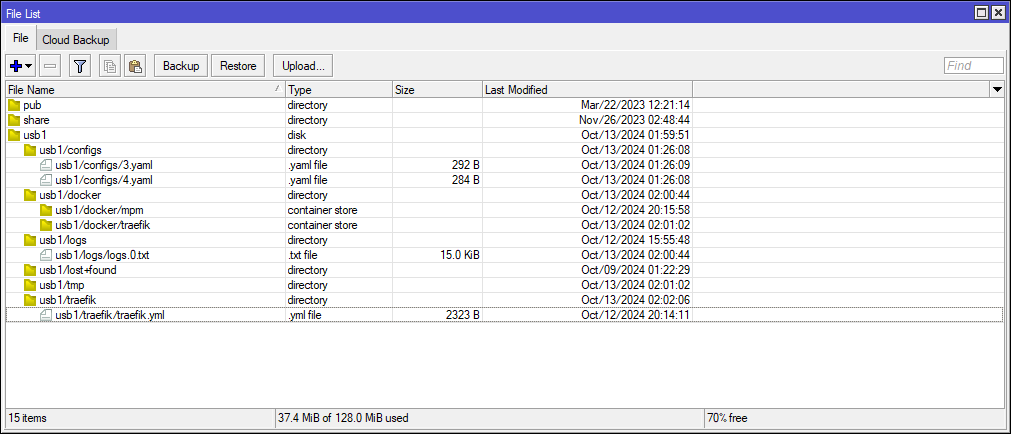 File List
File Cloud Backup
Backup Restore Upload... Find
File Name Type Size Last Modified
pub directory Mar/22/2023 12:21:14
share directory Nov/26/2023 02:48:44
usb1 disk Oct/13/2024 01:59:51
usb1/configs directory Oct/13/2024 01:26:08
usb1/configs/3.yaml .yaml file 292 B Oct/13/2024 01:26:09
usb1/configs/4.yaml .yaml file 284 B Oct/13/2024 01:26:08
usb1/docker directory Oct/13/2024 02:00:44
usb1/docker/mpm container store Oct/12/2024 20:15:58
usb1/docker/traefik container store Oct/13/2024 02:01:02
usb1/logs directory Oct/12/2024 15:55:48
usb1/logs/logs.0.txt .txt file 15.0 KiB Oct/13/2024 02:00:44
usb1/lost+found directory Oct/09/2024 01:22:29
usb1/tmp directory Oct/13/2024 02:01:02
usb1/traefik directory Oct/13/2024 02:02:06
usb1/traefik/traefik.yml .yml file 2323 B Oct/12/2024 20:14:11
15 items 37.4 MiB of 128.0 MiB used 70% free